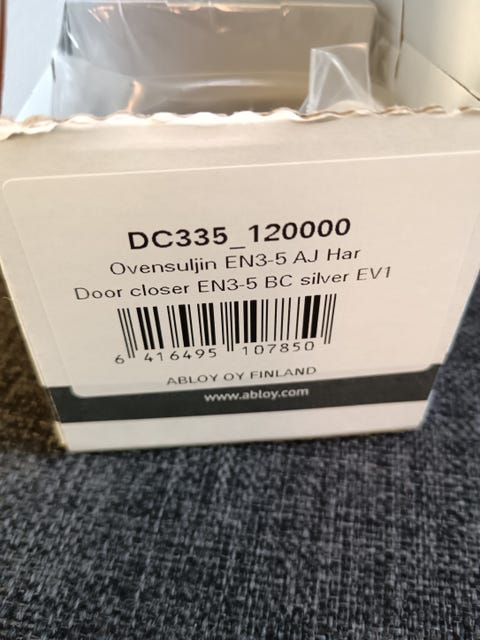 DC335_120000
Ovensuljin EN3-5 AJ Har
Door closer EN3-5 BC silver EV1
6 416495 107850
ABLOY OY FINLAND
www.abloy.com